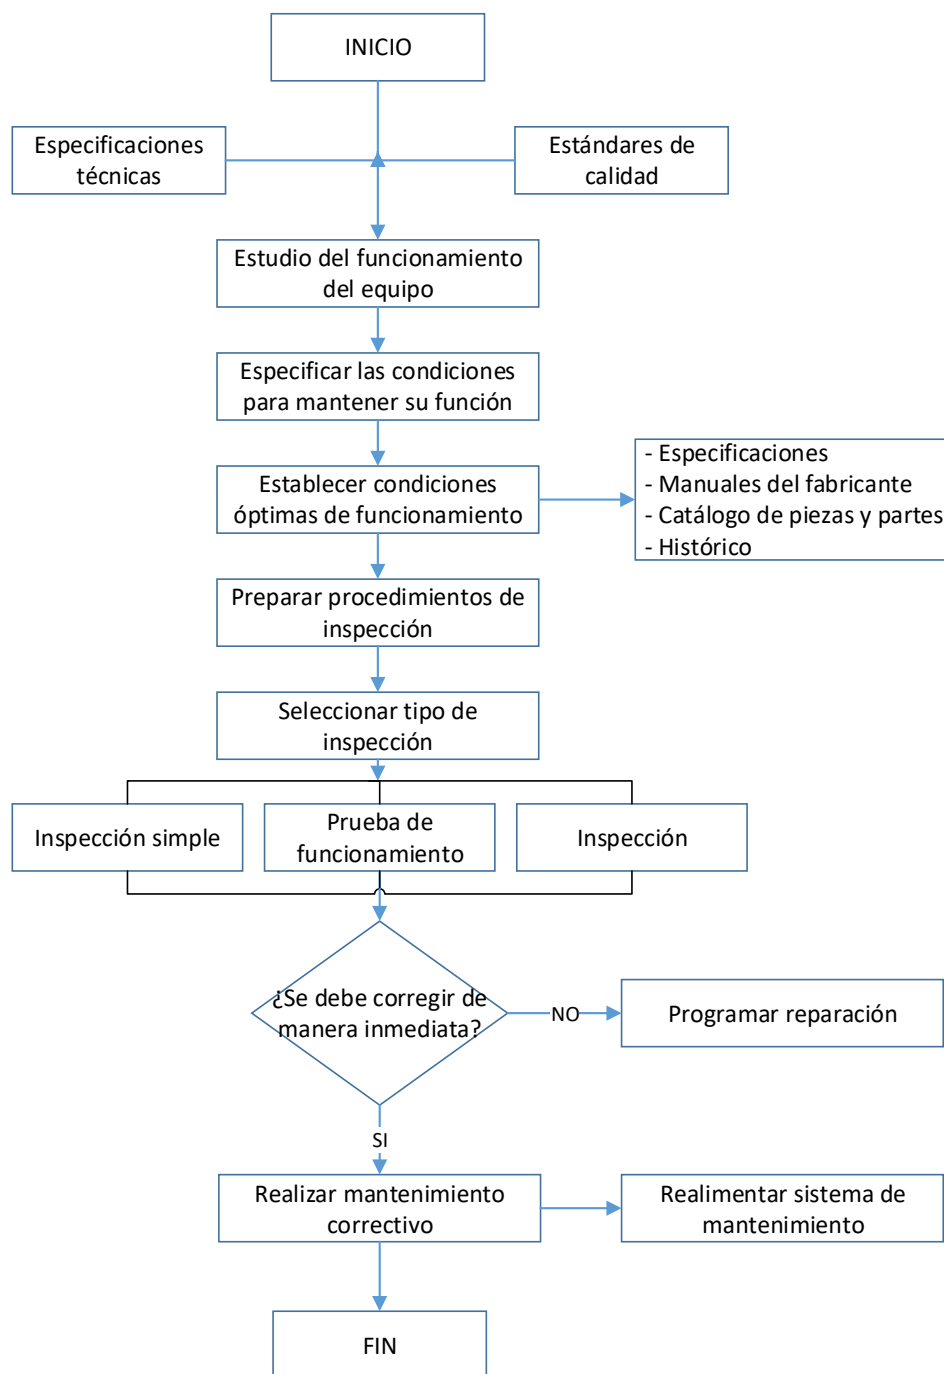 INICIO
Especificaciones
técnicas
Estándares de
calidad
Estudio del funcionamiento
del equipo
Especificar las condiciones
para mantener su función
Establecer condiciones
óptimas de funcionamiento
- Especificaciones
- Manuales del fabricante
- Catálogo de piezas y partes
- Histórico
Preparar procedimientos de
inspección
Seleccionar tipo de
inspección
Inspección simple
Prueba de
funcionamiento
Inspección
¿Se debe corregir de
manera inmediata?
NO
Programar reparación
SI
Realizar mantenimiento
correctivo
Realimentar sistema de
mantenimiento
FIN